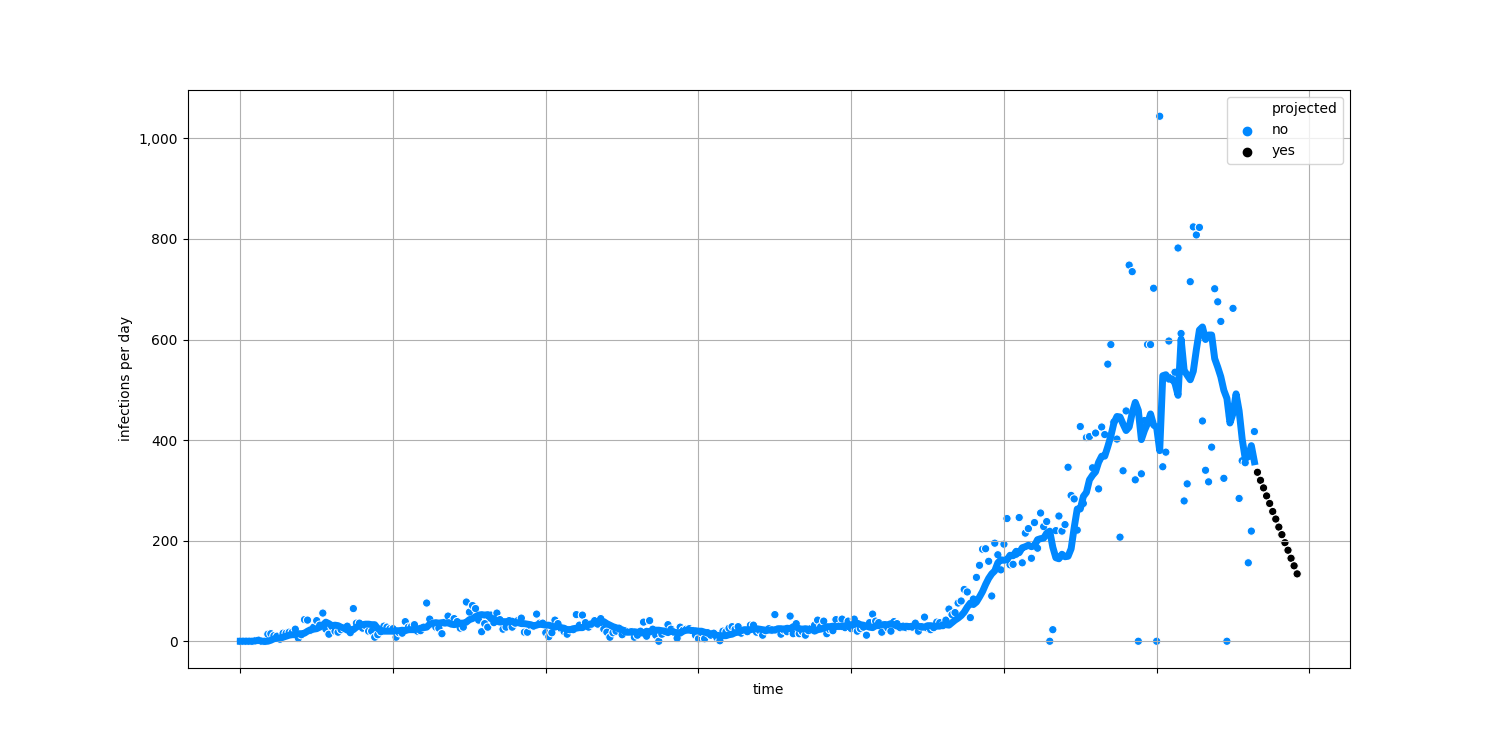 1,000
800
600
400
200
0
infections per day
time
projected
no
yes